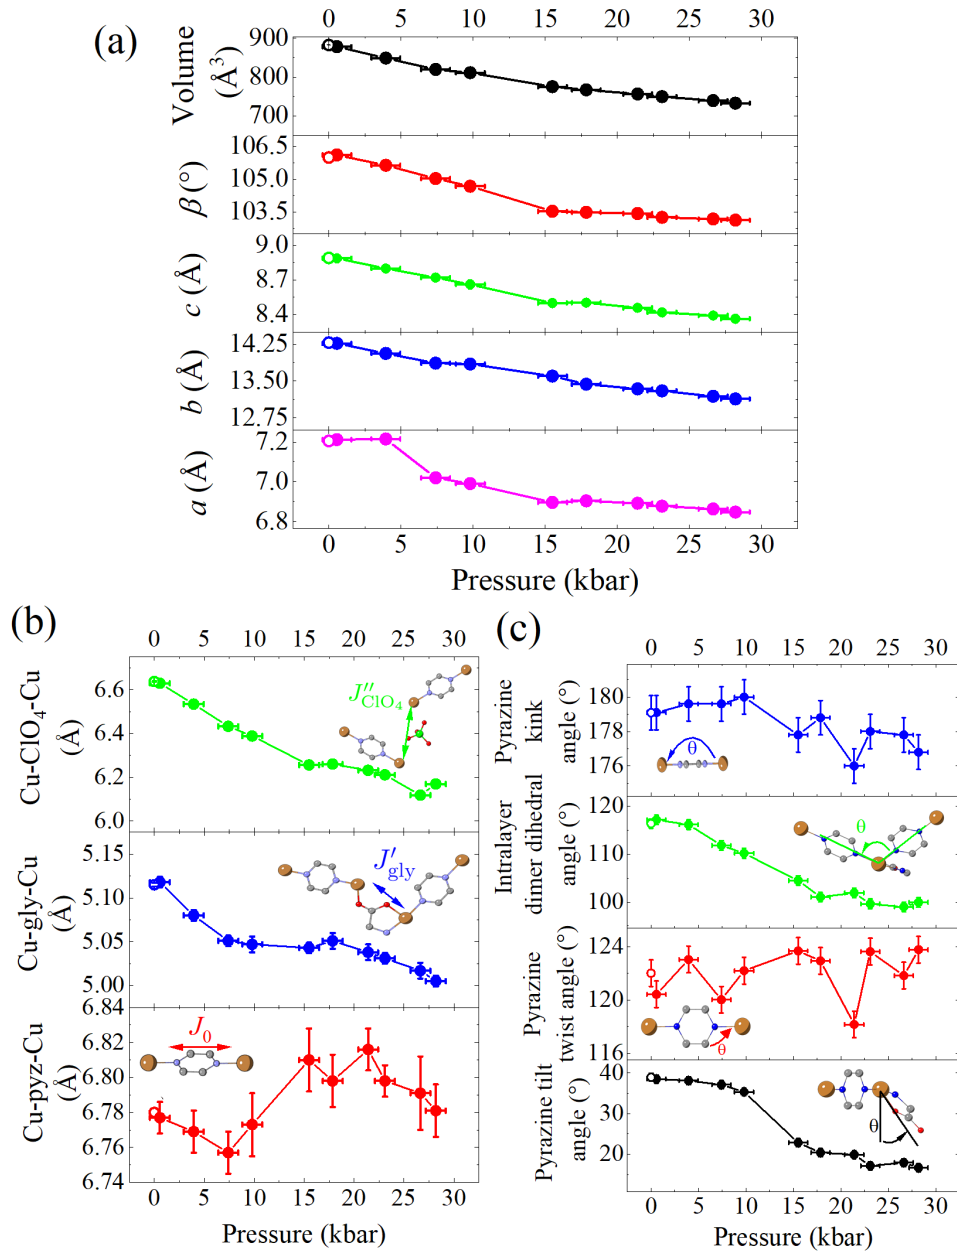 (a)
0 5 10 15 20 25 30
Volume
(Å³)
900
800
700
β (°)
106.5
105.0
103.5
c (Å)
9.0
8.7
8.4
b (Å)
14.25
13.50
12.75
a (Å)
7.2
7.0
6.8
0 5 10 15 20 25 30
Pressure (kbar)
(b)
0 5 10 15 20 25 30
Cu-ClO₄-Cu
(Å)
6.6
6.4
6.2
6.0
J″ClO₄
Cu-gly-Cu
(Å)
5.15
5.10
5.05
5.00
J′gly
Cu-pyz-Cu
(Å)
6.84
6.82
6.80
6.78
6.76
6.74
J₀
0 5 10 15 20 25 30
Pressure (kbar)
(c)
0 5 10 15 20 25 30
Pyrazine
kink
angle (°)
180
178
176
θ
Intralayer
dimer dihedral
angle (°)
120
110
100
θ
Pyrazine
twist angle (°)
124
120
116
θ
Pyrazine tilt
angle (°)
40
30
20
θ
0 5 10 15 20 25 30
Pressure (kbar)